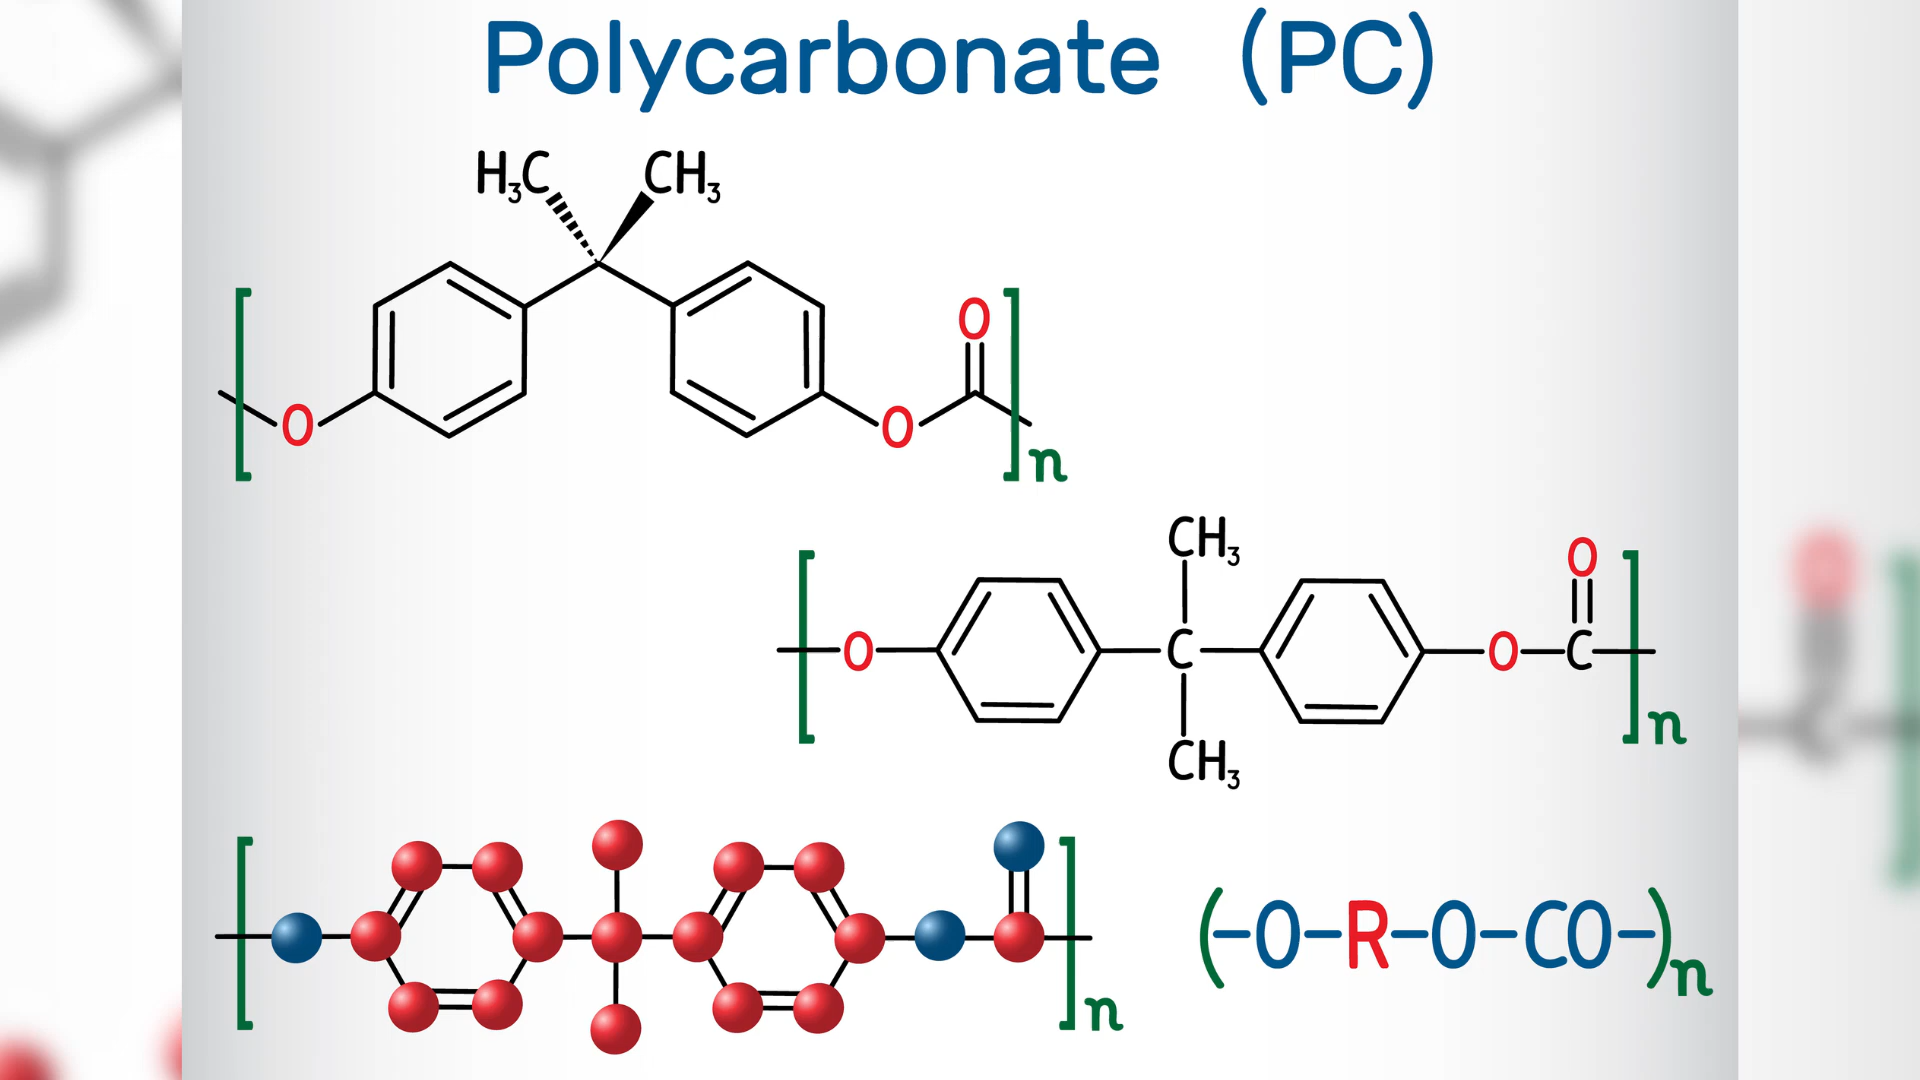 Polycarbonate (PC)
H₃C CH₃
O
O O
n
CH₃
O
O C O C
n
CH₃
(–O–R–O–CO–)n
n